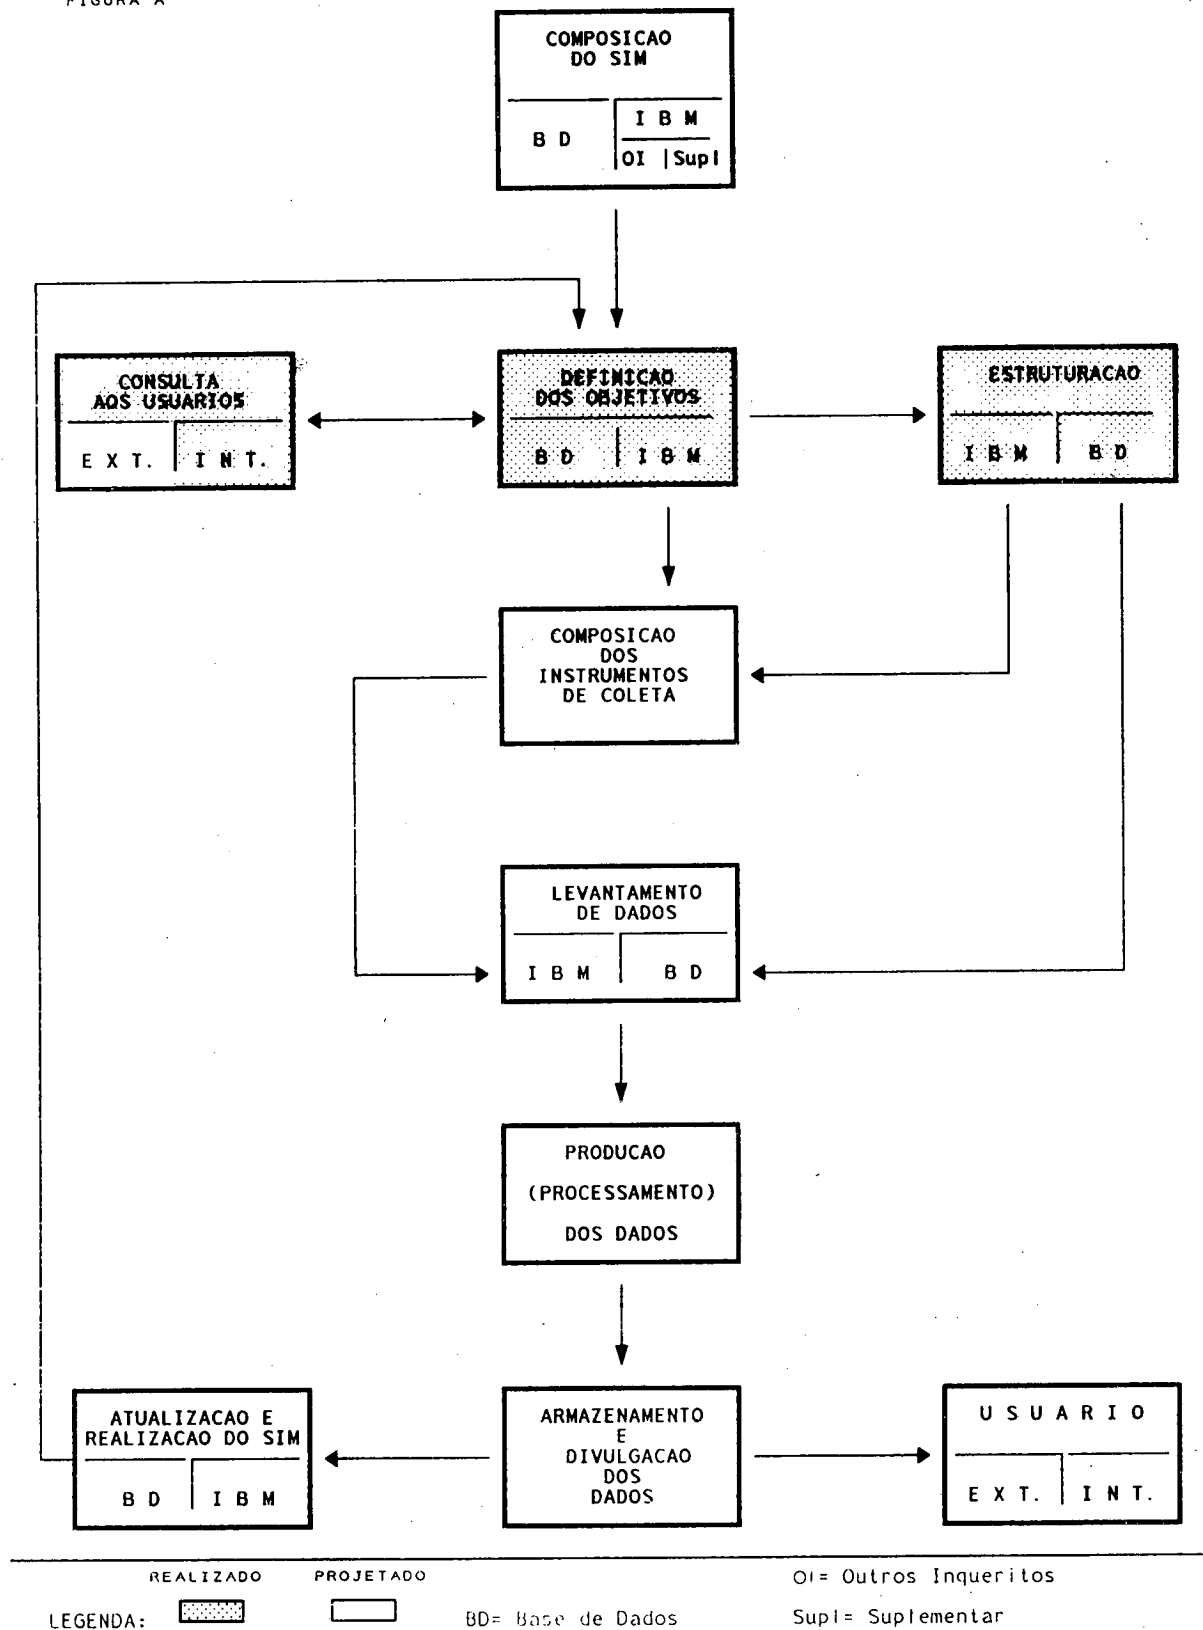 FIGURA A
COMPOSICAO
DO SIM
B D
I B M
OI | Supl
CONSULTA
AOS USUARIOS
E X T.
I N T.
DEFINICAO
DOS OBJETIVOS
B D
I B M
ESTRUTURACAO
I B M
B D
COMPOSICAO
DOS
INSTRUMENTOS
DE COLETA
LEVANTAMENTO
DE DADOS
I B M
B D
PRODUCAO
(PROCESSAMENTO)
DOS DADOS
ATUALIZACAO E
REALIZACAO DO SIM
B D
I B M
ARMAZENAMENTO
E
DIVULGACAO
DOS
DADOS
U S U A R I O
E X T.
I N T.
REALIZADO
PROJETADO
LEGENDA:
BD= Base de Dados
OI= Outros Inqueritos
Supl= Suplementar